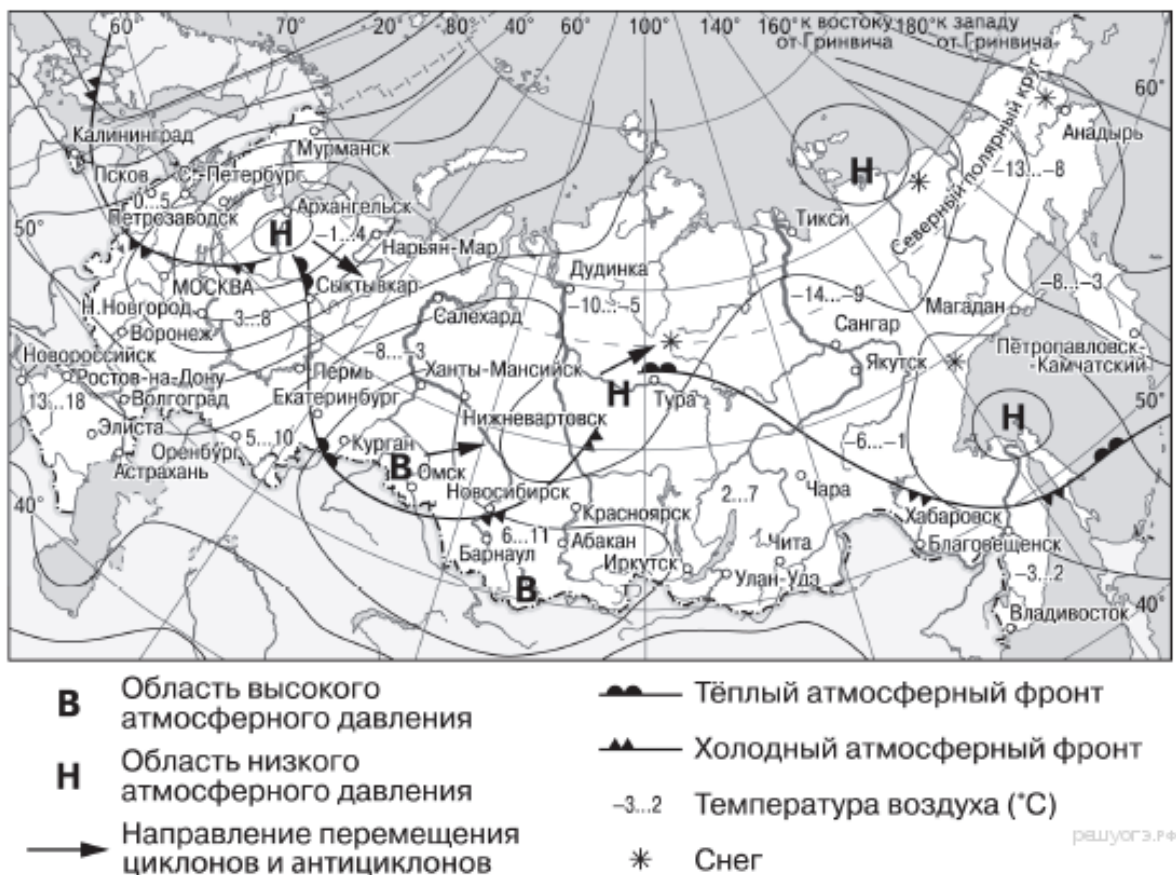 60° 70° 20° 80° 40° 60° 100° 140° 160° к востоку 180° к западу
от Гринвича от Гринвича
60°
Северный полярный круг
Калининград
Мурманск
Анадырь
Псков С.-Петербург
0...5
Н
–13...–8
Петрозаводск
Архангельск
50°
Н
–1...4
Нарьян-Мар
Тикси
Дудинка
МОСКВА
Сыктывкар
–10...–5
–14...–9
–8...–3
Н.Новгород
3...8
Салехард
Магадан
Сангар
Воронеж
Новороссийск
–8...–3
Ханты-Мансийск
Якутск
Петропавловск-
-Камчатский
Ростов-на-Дону
Пермь
Н
Тура
Волгоград
Екатеринбург
50°
13...18
Нижневартовск
Н
Элиста
Оренбург
5...10
Курган
–6...–1
Астрахань
В
Омск
Чара
40°
Новосибирск
2...7
Красноярск
Хабаровск
6...11
Барнаул
Абакан
Чита
Благовещенск
Иркутск
Улан-Удэ
–3...2
В
Владивосток
40°
В Область высокого
атмосферного давления
Н Область низкого
атмосферного давления
Направление перемещения
циклонов и антициклонов
Тёплый атмосферный фронт
Холодный атмосферный фронт
–3...2 Температура воздуха (°C)
Снег
решуогэ.рф